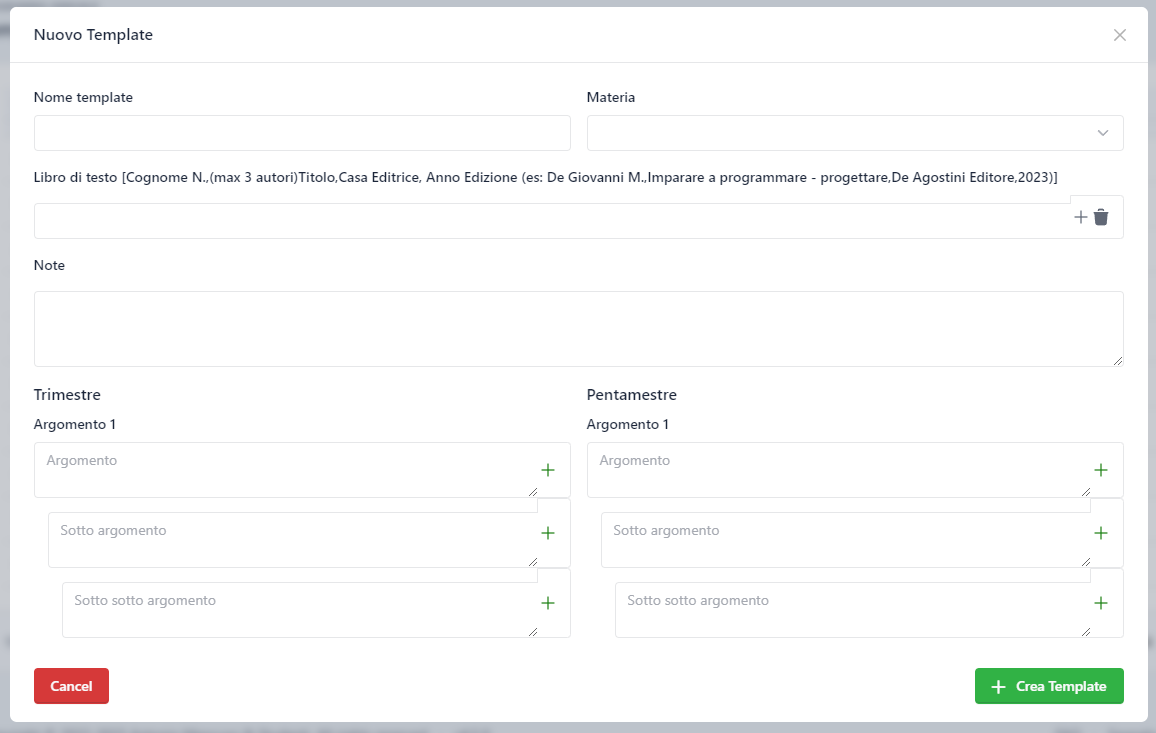 Nuovo Template
Nome template
Materia
Libro di testo [Cognome N.,(max 3 autori)Titolo,Casa Editrice, Anno Edizione (es: De Giovanni M.,Imparare a programmare - progettare,De Agostini Editore,2023)]
Note
Trimestre
Argomento 1
Argomento
Sotto argomento
Sotto sotto argomento
Pentamestre
Argomento 1
Argomento
Sotto argomento
Sotto sotto argomento
Cancel
Crea Template